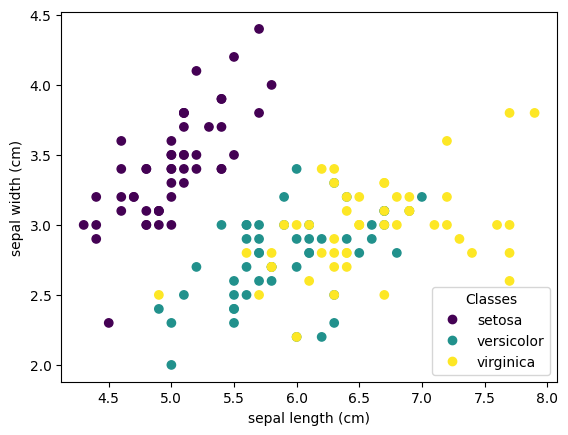 4.5
4.0
3.5
3.0
2.5
2.0
sepal width (cm)
Classes
setosa
versicolor
virginica
4.5 5.0 5.5 6.0 6.5 7.0 7.5 8.0
sepal length (cm)